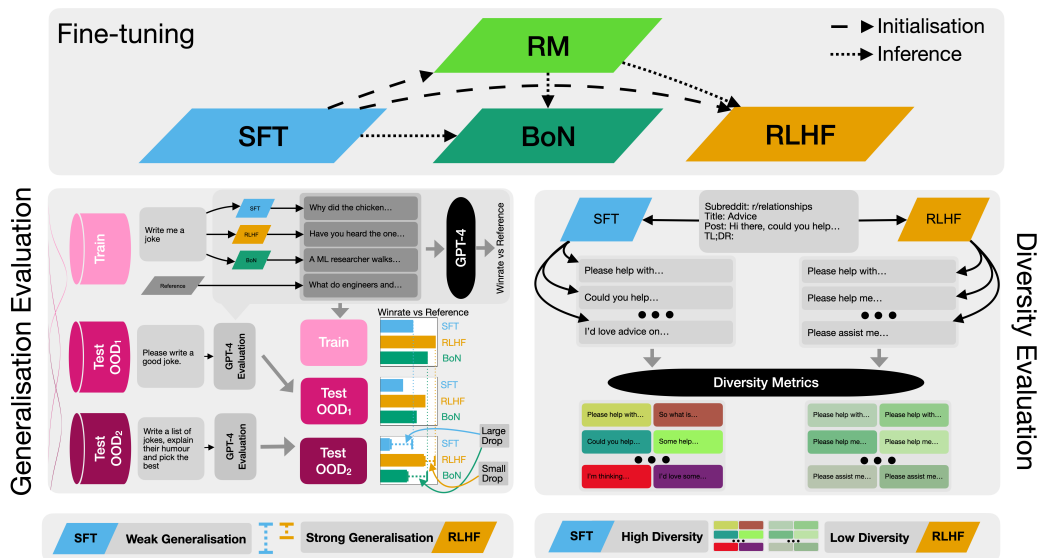 Fine-tuning
RM
Initialisation
Inference
SFT
BoN
RLHF
Generalisation Evaluation
Train
Write me a
joke
SFT
RLHF
BoN
Reference
Why did the chicken…
Have you heard the one…
A ML researcher walks…
What do engineers and…
GPT-4
Winrate vs Reference
Test
OOD1
Please write a
good joke.
GPT-4
Evaluation
Test
OOD2
Write a list of
jokes, explain
their humour
and pick the
best
GPT-4
Evaluation
Winrate vs Reference
Train
SFT
RLHF
BoN
Test
OOD1
SFT
RLHF
BoN
Test
OOD2
SFT
RLHF
BoN
Large
Drop
Small
Drop
SFT
Weak Generalisation
Strong Generalisation
RLHF
Diversity Evaluation
SFT
Subreddit: r/relationships
Title: Advice
Post: Hi there, could you help…
TL;DR:
RLHF
Please help with…
Could you help…
I'd love advice on…
Please help with…
Please help me…
Please assist me…
Diversity Metrics
Please help with…
So what is…
Could you help…
Some help…
I'm thinking…
I'd love some…
Please help with…
Please help with…
Please help me…
Please help me…
Please assist me…
Please assist me…
SFT
High Diversity
Low Diversity
RLHF